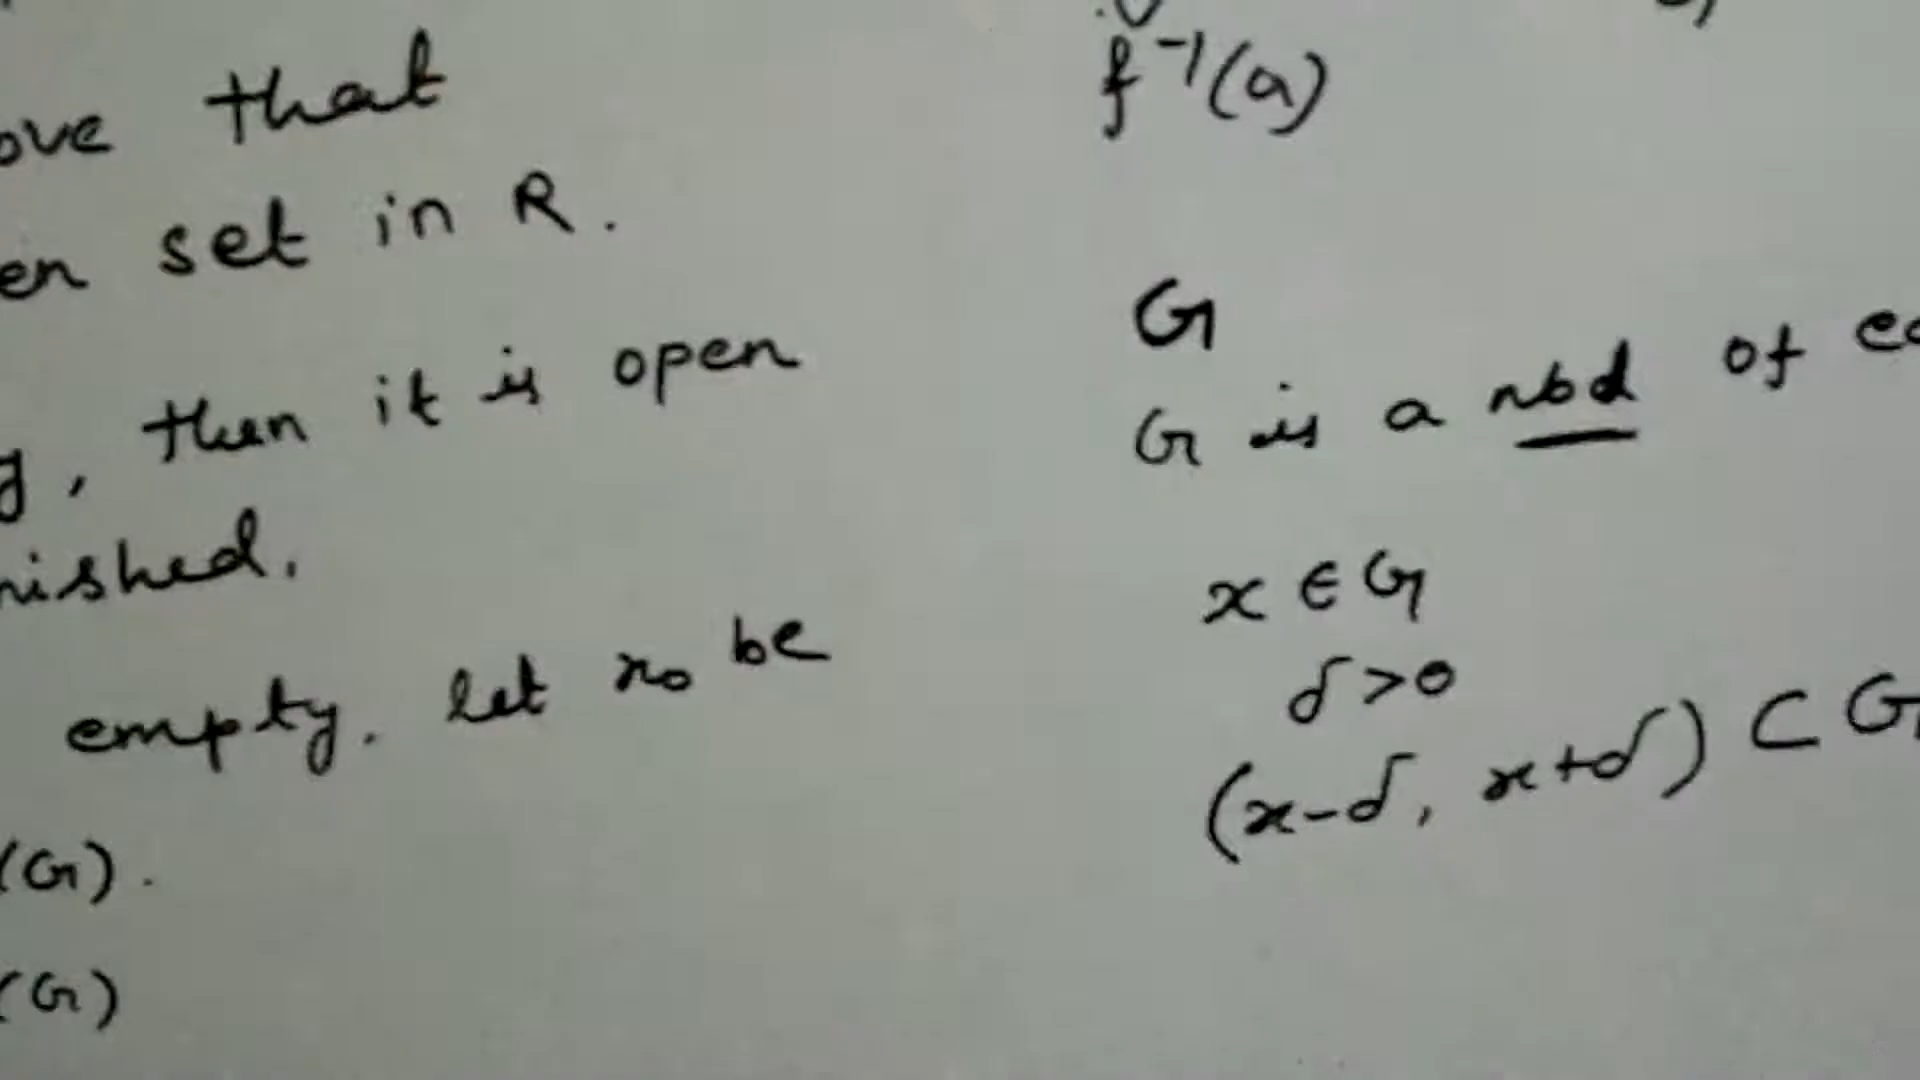 ove that
en set in R.
y, then it is open
nished.
empty. let x₀ be
(G).
(G)
f⁻¹(a)
G
G is a nbd of
x ∈ G
δ > 0
(x-δ, x+δ) ⊂ G